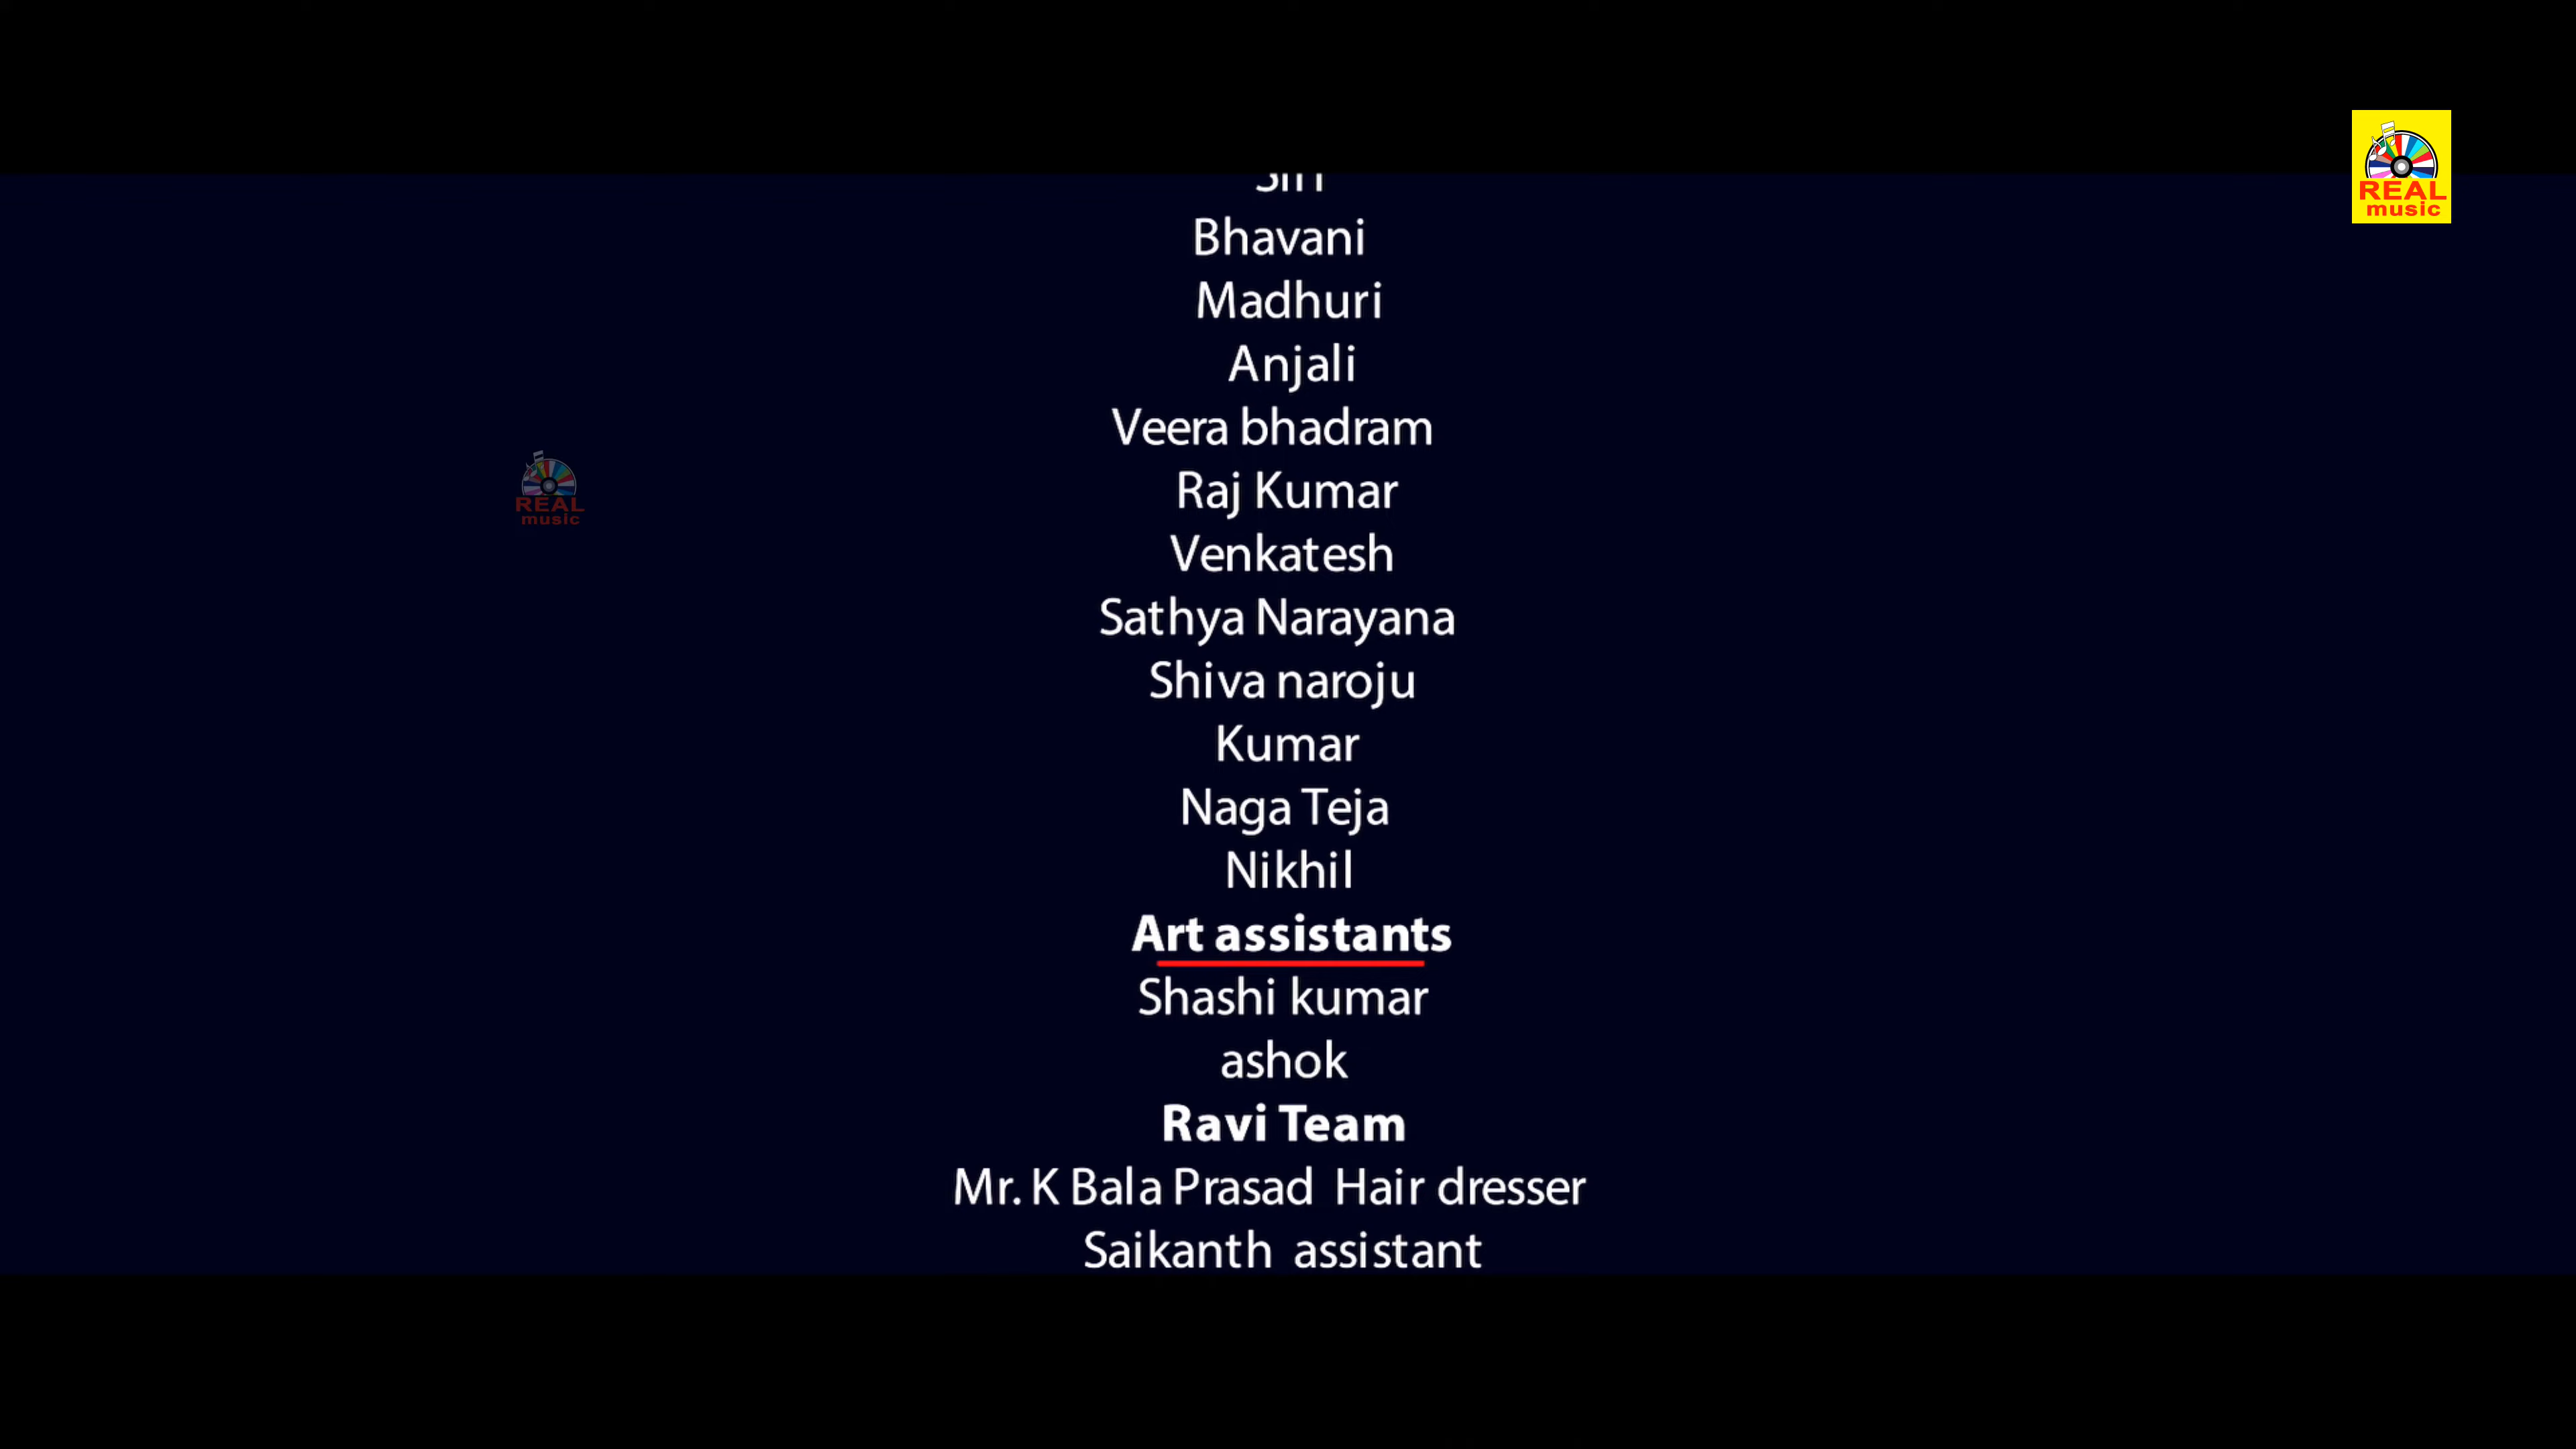 REAL
music
Bhavani
Madhuri
Anjali
Veera bhadram
Raj Kumar
REAL
music
Venkatesh
Sathya Narayana
Shiva naroju
Kumar
Naga Teja
Nikhil
Art assistants
Shashi kumar
ashok
Ravi Team
Mr. K Bala Prasad Hair dresser
Saikanth assistant